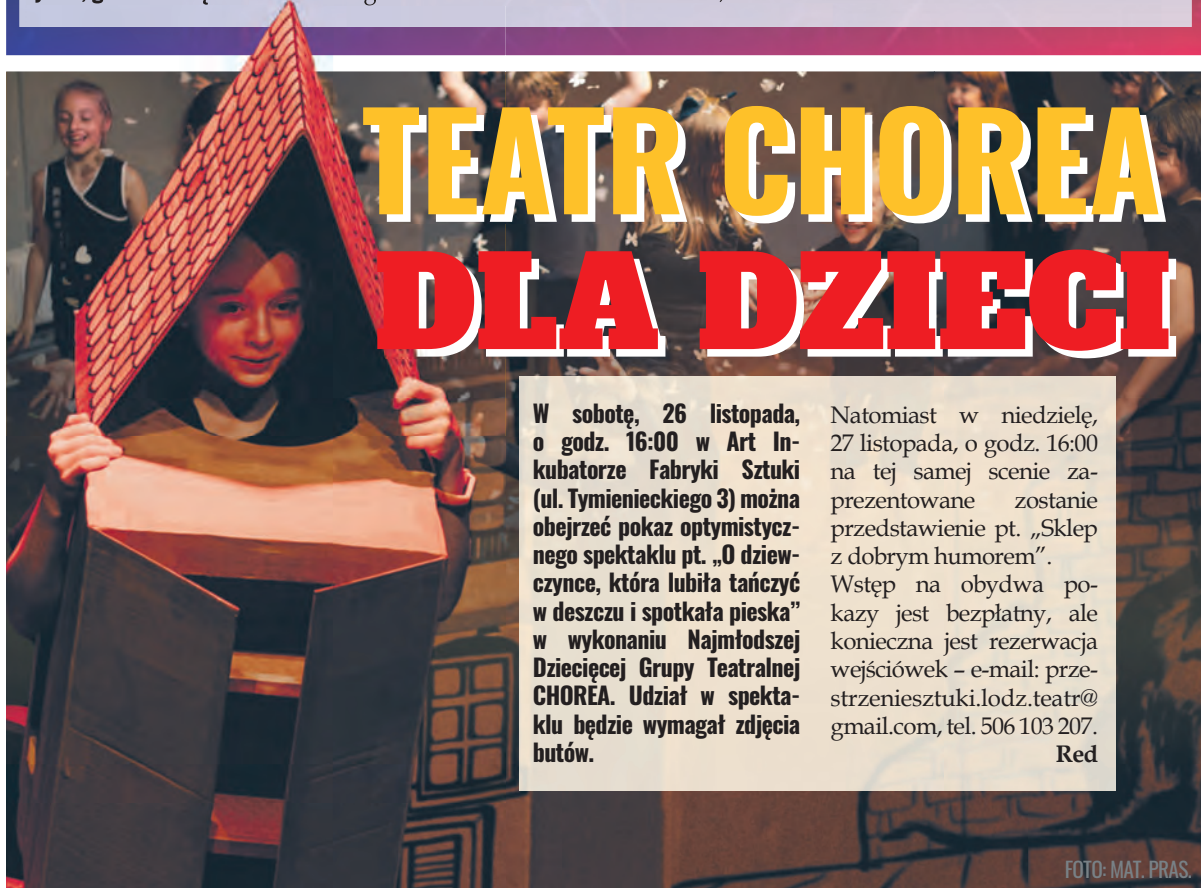 TEATR CHOREA
DLA DZIECI
W sobotę, 26 listopada,
o godz. 16:00 w Art In-
kubatorze Fabryki Sztuki
(ul. Tymienieckiego 3) można
obejrzeć pokaz optymistycz-
nego spektaklu pt. „O dziew-
czynce, która lubiła tańczyć
w deszczu i spotkała pieska”
w wykonaniu Najmłodszej
Dziecięcej Grupy Teatralnej
CHOREA. Udział w spekta-
klu będzie wymagał zdjęcia
butów.
Natomiast w niedzielę,
27 listopada, o godz. 16:00
na tej samej scenie za-
prezentowane zostanie
przedstawienie pt. „Sklep
z dobrym humorem”.
Wstęp na obydwa po-
kazy jest bezpłatny, ale
konieczna jest rezerwacja
wejściówek – e-mail: prze-
strzeniesztuki.lodz.teatr@
gmail.com, tel. 506 103 207.
Red
FOTO: MAT. PRAS.